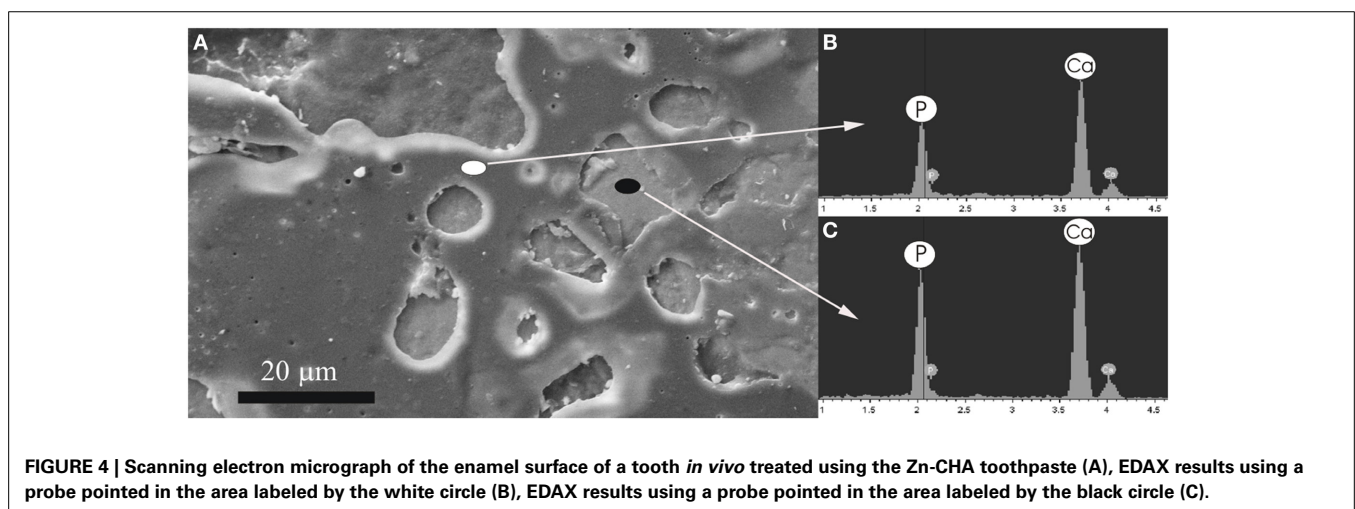 A
20 µm
B
P
Ca
P
Ca
1 1.5 2 2.5 3 3.5 4 4.5
C
P
Ca
P
Ca
1 1.5 2 2.5 3 3.5 4 4.5
FIGURE 4 | Scanning electron micrograph of the enamel surface of a tooth in vivo treated using the Zn-CHA toothpaste (A), EDAX results using a
probe pointed in the area labeled by the white circle (B), EDAX results using a probe pointed in the area labeled by the black circle (C).